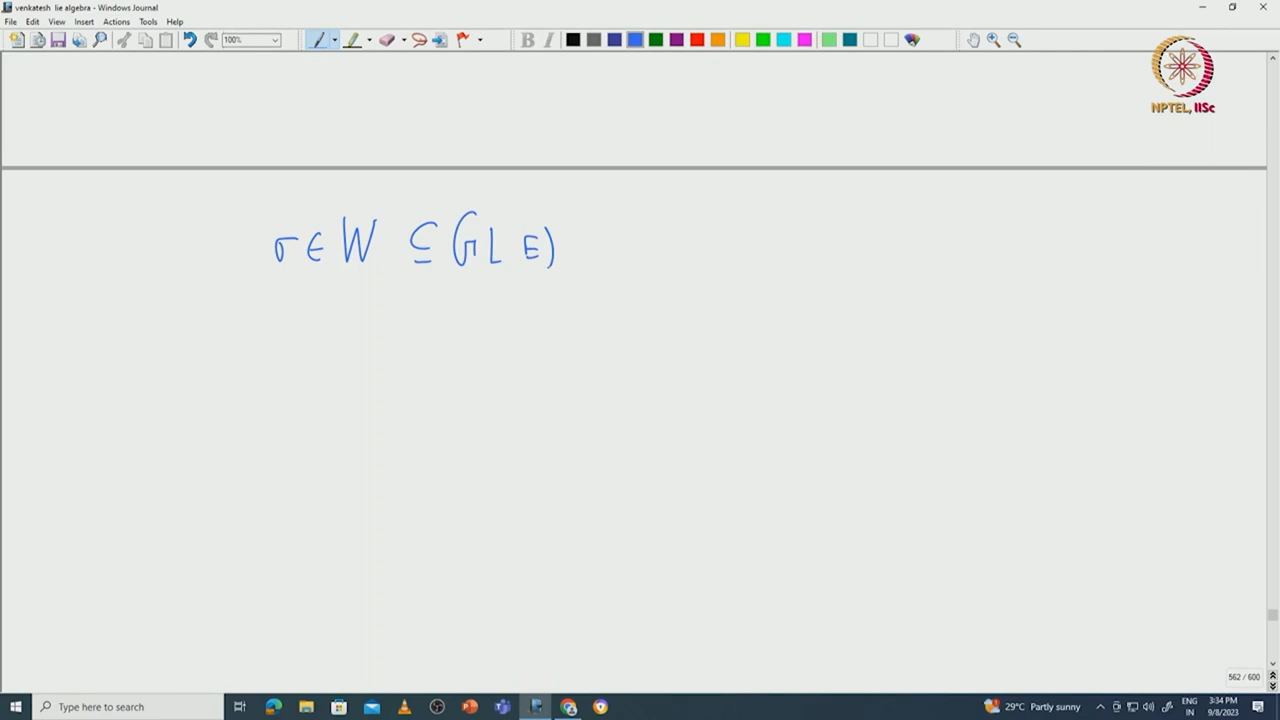 venkatesh lie algebra - Windows Journal
File Edit View Insert Actions Tools Help
100%
B I
NPTEL, IISc
σ ∈ W ⊆ GL E)
562 / 600
Type here to search
29°C Partly sunny
ENG
IN
3:34 PM
9/8/2023